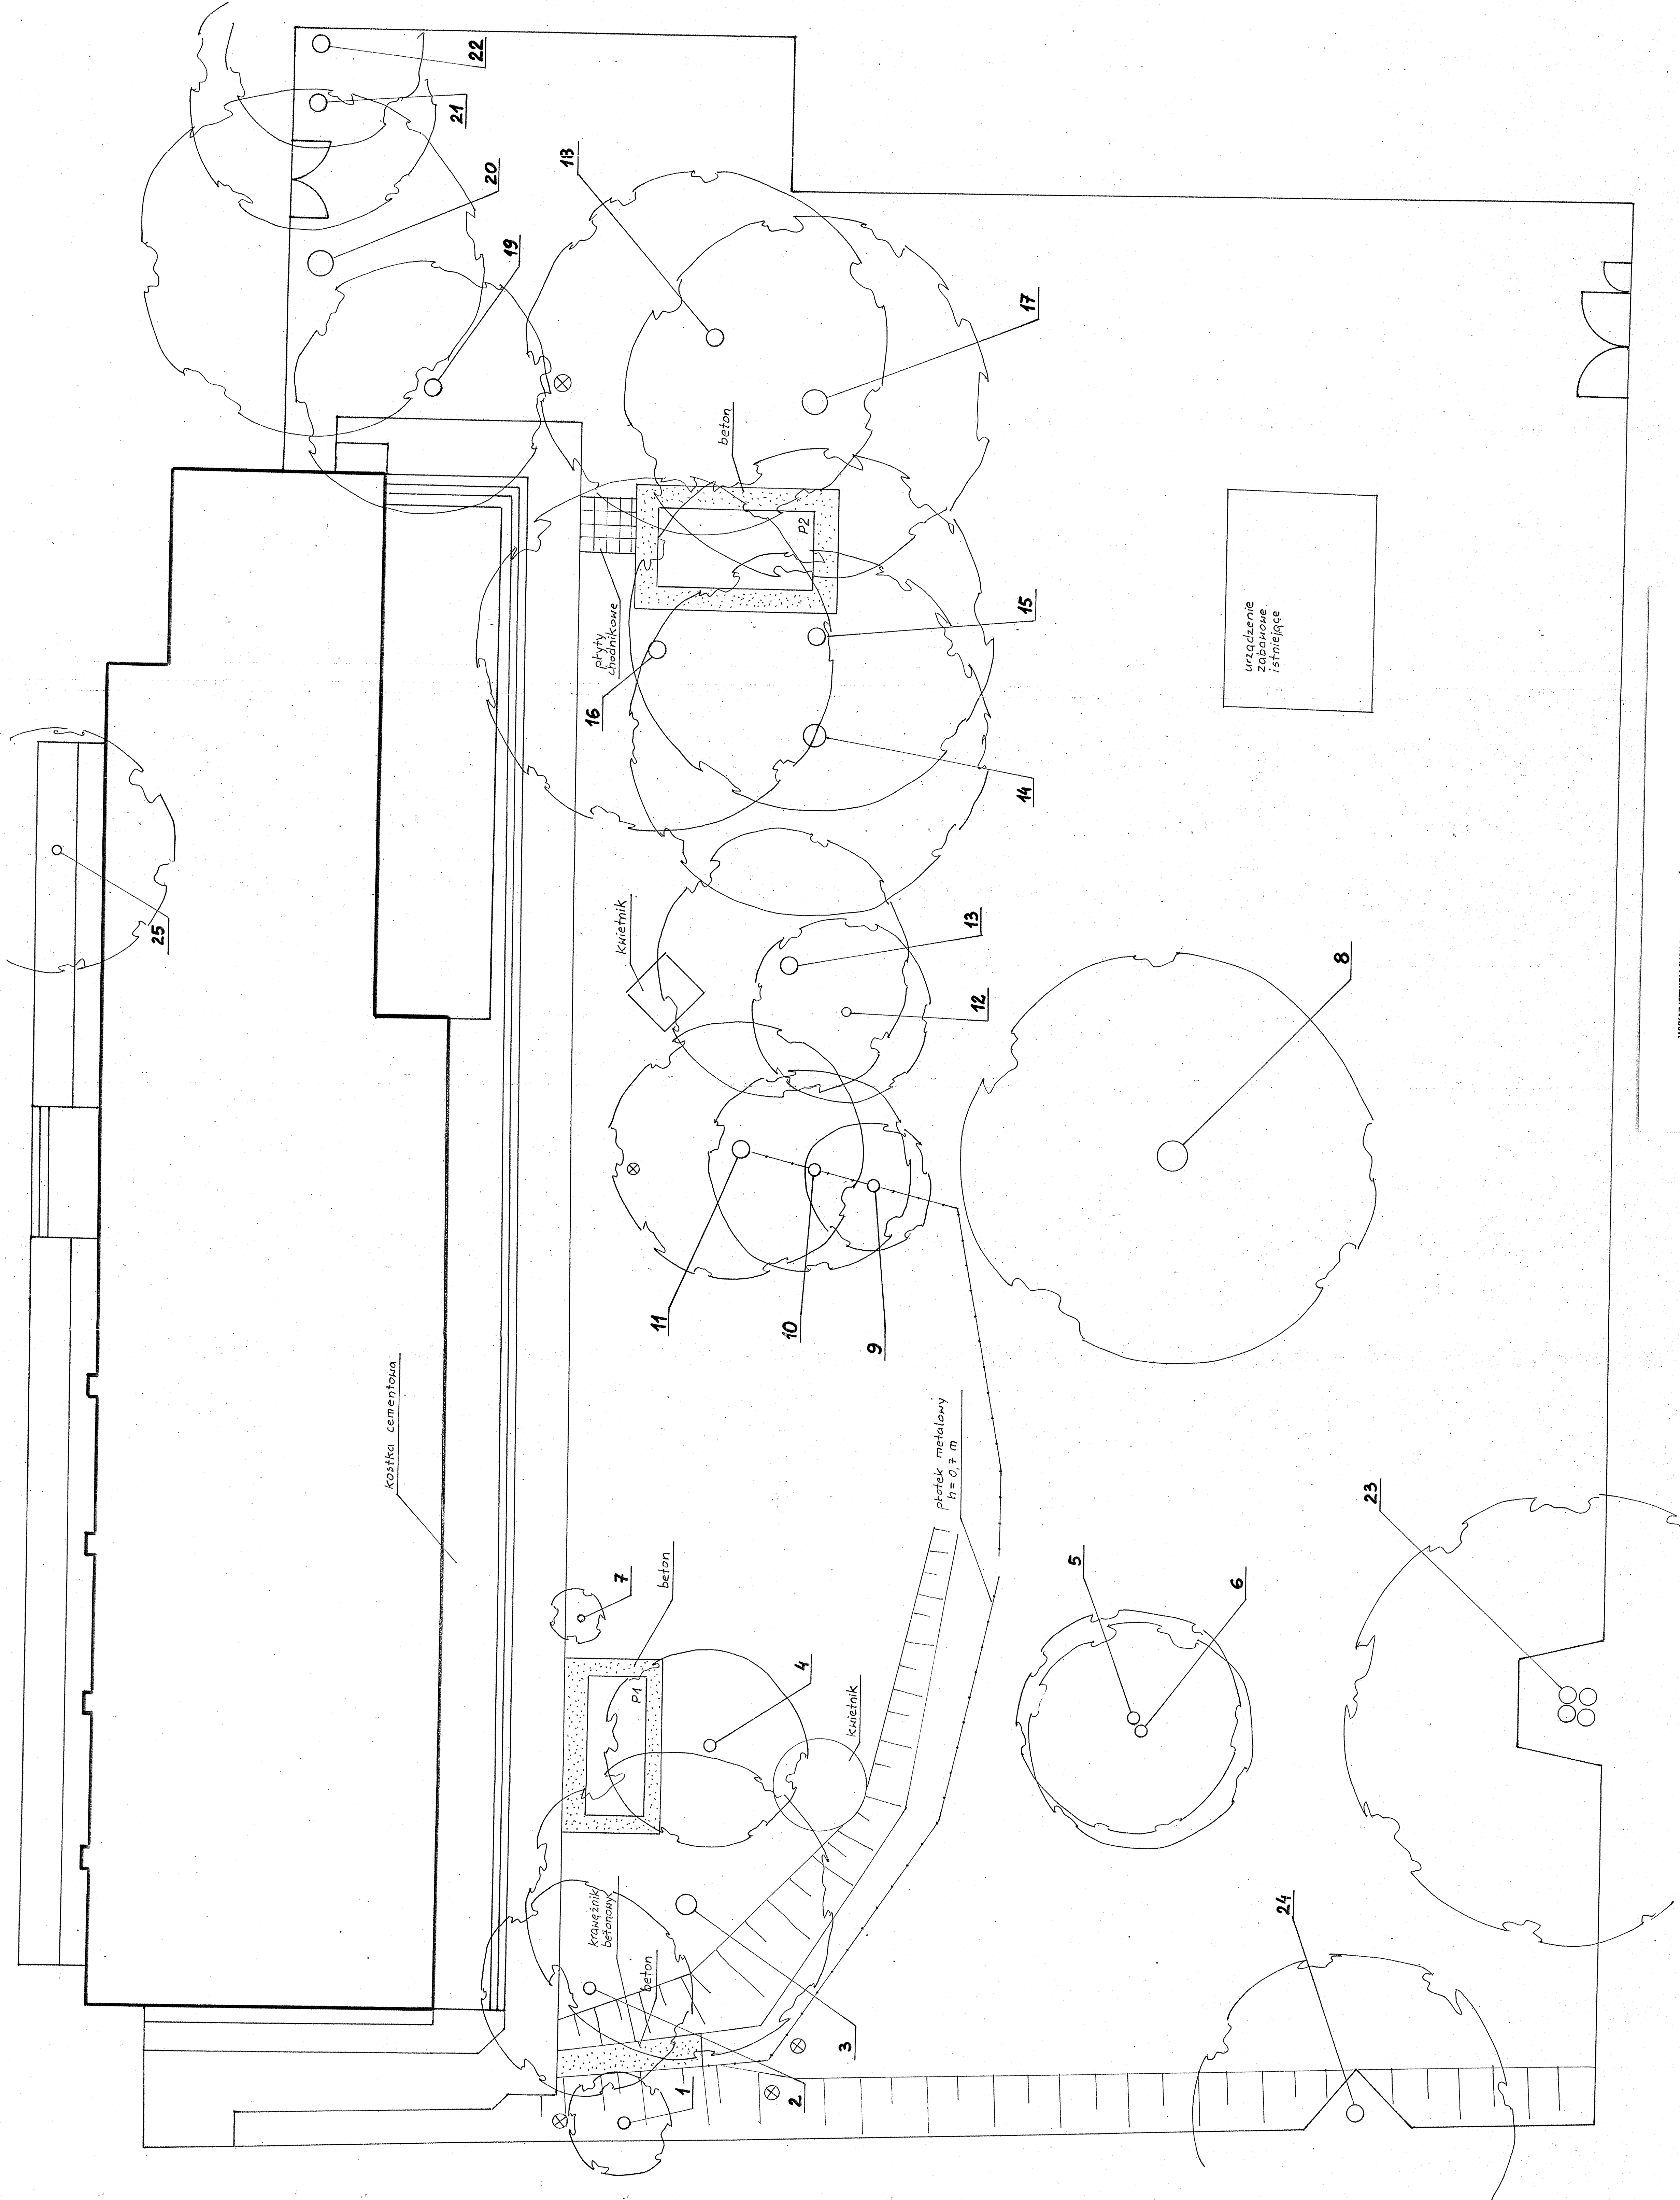 22
21
20
18
19
17
beton
P2
płyty
chodnikowe
15
16
14
urządzenie
zabawowe
istniejące
25
kwietnik
13
12
8
11
10
9
kostka cementowa
płotek metalowy
h=0,7 m
23
7
beton
5
6
P1
4
kwietnik
krawężnik
betonowy
beton
24
3
1
2